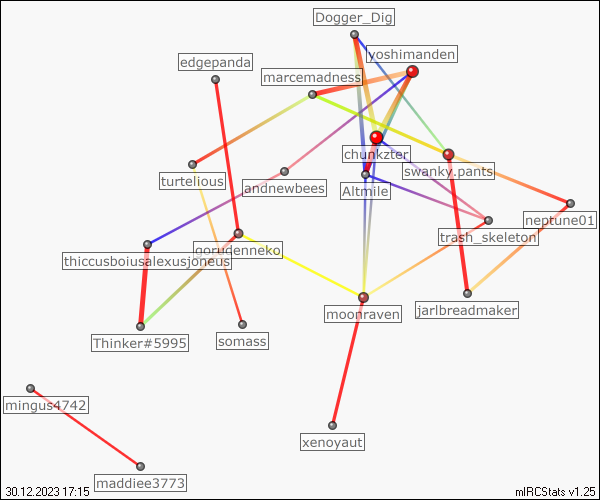 Dogger_Dig
yoshimanden
edgepanda
marcemadness
chunkzter
swanky.pants
turtelious
andnewbees
Altmile
neptune01
trash_skeleton
gorudenneko
thiccusboiusalexusjoneus
moonraven
jarlbreadmaker
Thinker#5995
somass
mingus4742
xenoyaut
maddiee3773
30.12.2023 17:15
mIRCStats v1.25